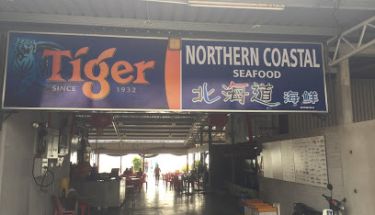 Tiger
SINCE 1932
NORTHERN COASTAL
SEAFOOD
北海道 海鮮